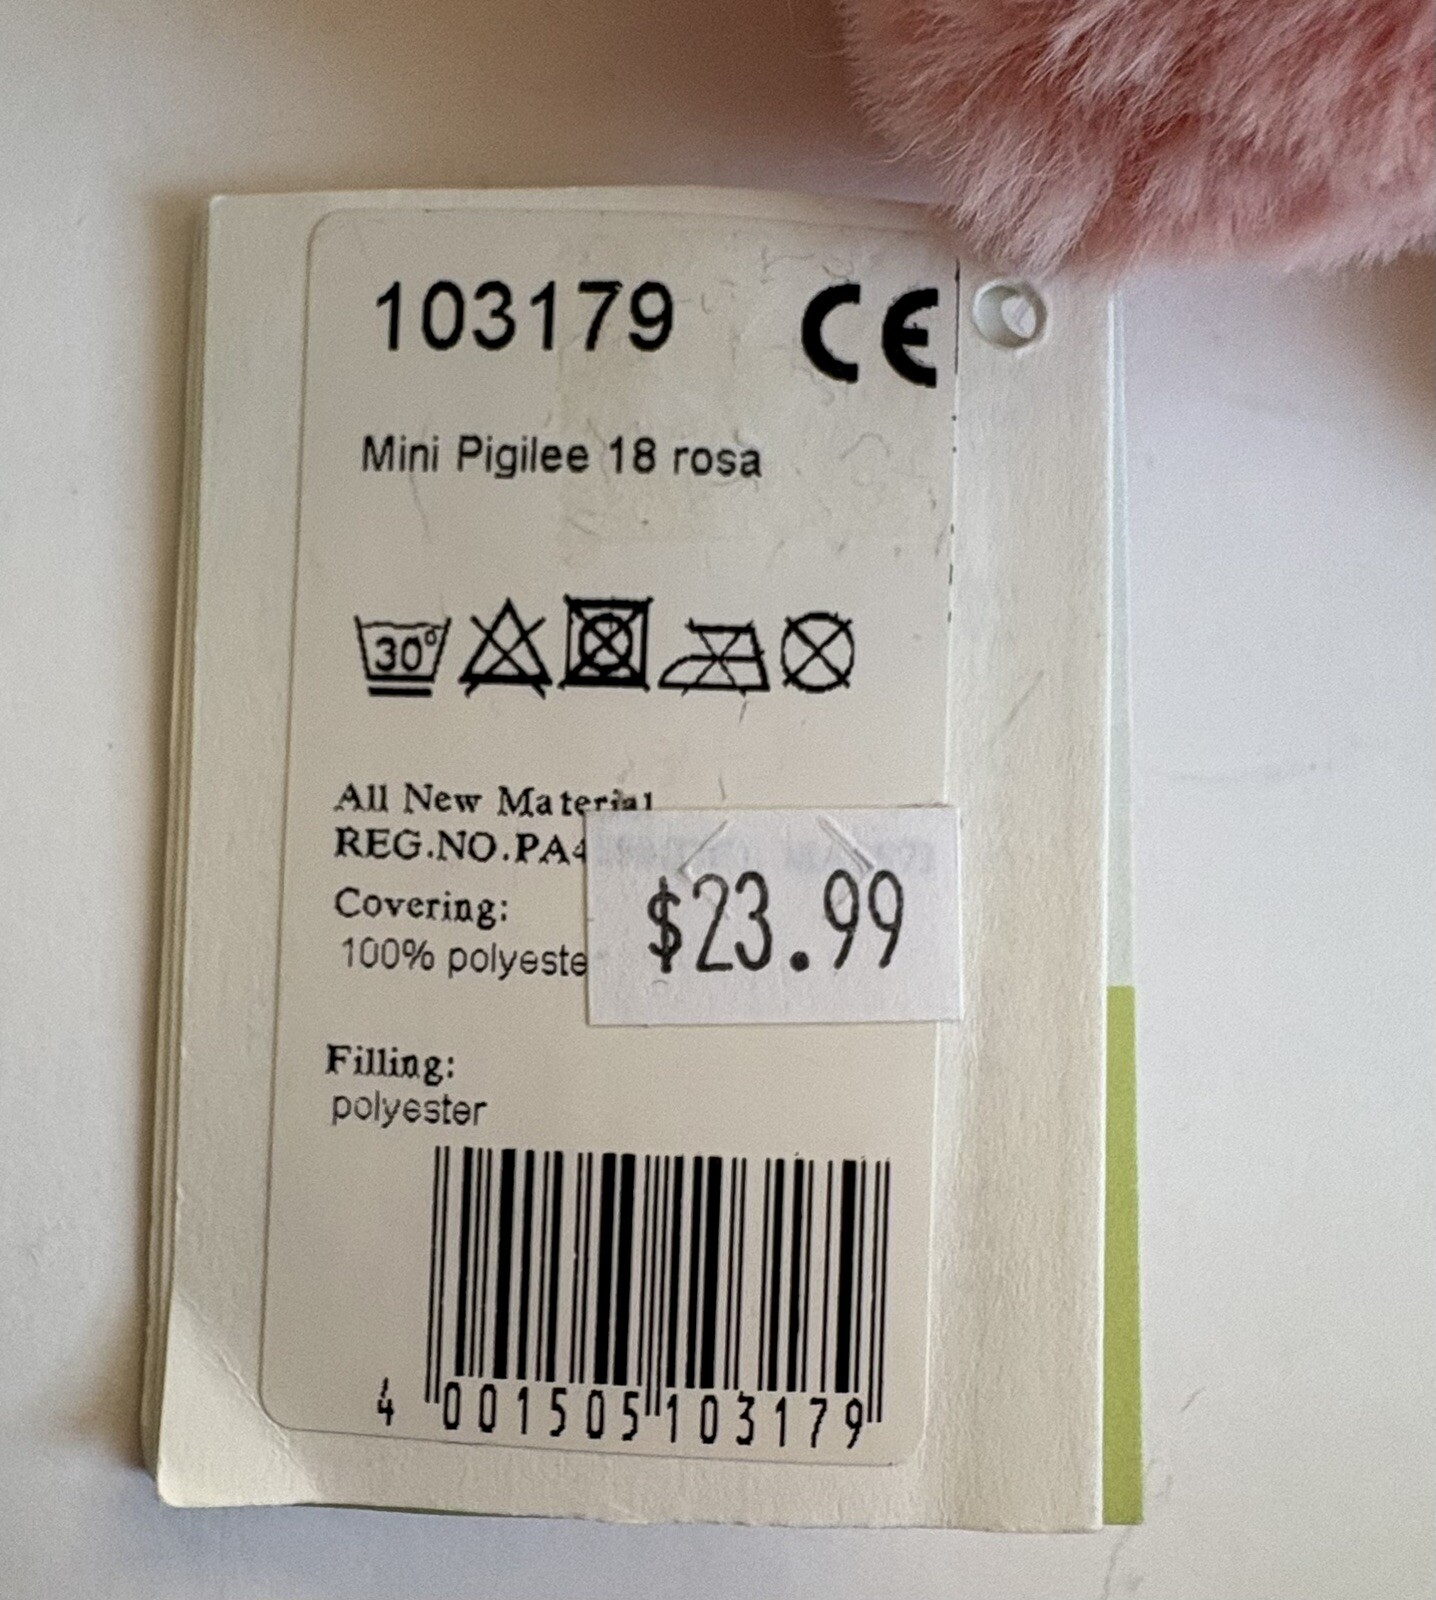 103179 CE
Mini Pigilee 18 rosa
30°
All New Material
REG.NO.PA4
Covering:
100% polyeste
$23.99
Filling:
polyester
4 001505 103179